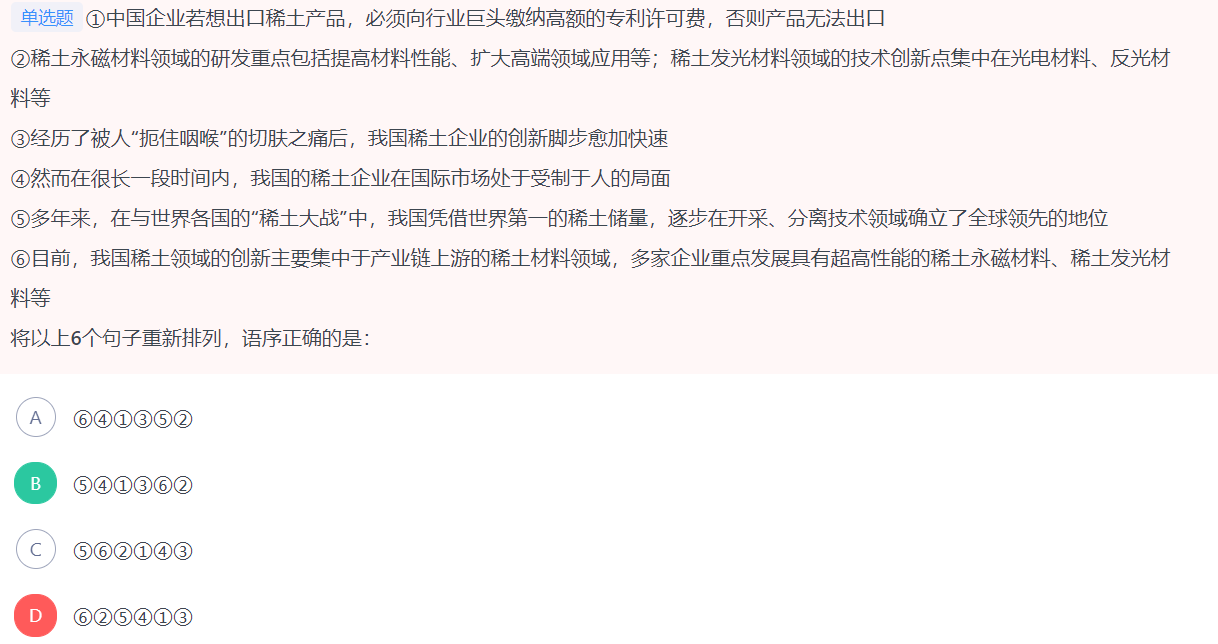 单选题 ①中国企业若想出口稀土产品，必须向行业巨头缴纳高额的专利许可费，否则产品无法出口
②稀土永磁材料领域的研发重点包括提高材料性能、扩大高端领域应用等；稀土发光材料领域的技术创新点集中在光电材料、反光材
料等
③经历了被人“扼住咽喉”的切肤之痛后，我国稀土企业的创新脚步愈加快速
④然而在很长一段时间内，我国的稀土企业在国际市场处于受制于人的局面
⑤多年来，在与世界各国的“稀土大战”中，我国凭借世界第一的稀土储量，逐步在开采、分离技术领域确立了全球领先的地位
⑥目前，我国稀土领域的创新主要集中于产业链上游的稀土材料领域，多家企业重点发展具有超高性能的稀土永磁材料、稀土发光材
料等
将以上6个句子重新排列，语序正确的是：
A ⑥④①③⑤②
B ⑤④①③⑥②
C ⑤⑥②①④③
D ⑥②⑤④①③